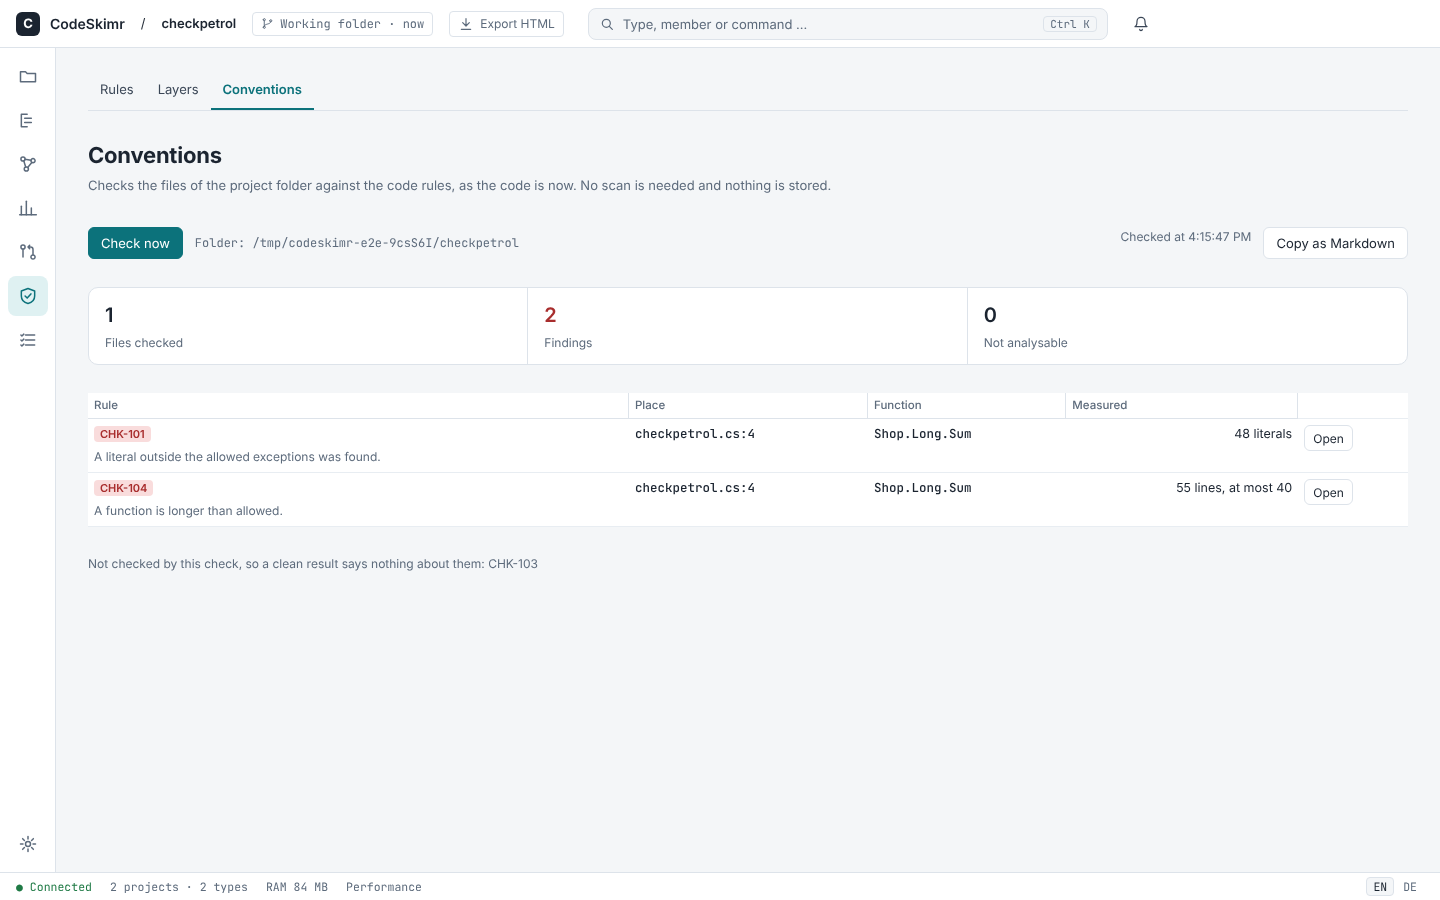 C CodeSkimr / checkpetrol Working folder · now Export HTML Type, member or command ... Ctrl K
Rules Layers Conventions
Conventions
Checks the files of the project folder against the code rules, as the code is now. No scan is needed and nothing is stored.
Check now Folder: /tmp/codeskimr-e2e-9csS6I/checkpetrol Checked at 4:15:47 PM Copy as Markdown
1 2 0
Files checked Findings Not analysable
Rule Place Function Measured
CHK-101 checkpetrol.cs:4 Shop.Long.Sum 48 literals Open
A literal outside the allowed exceptions was found.
CHK-104 checkpetrol.cs:4 Shop.Long.Sum 55 lines, at most 40 Open
A function is longer than allowed.
Not checked by this check, so a clean result says nothing about them: CHK-103
Connected 2 projects · 2 types RAM 84 MB Performance EN DE